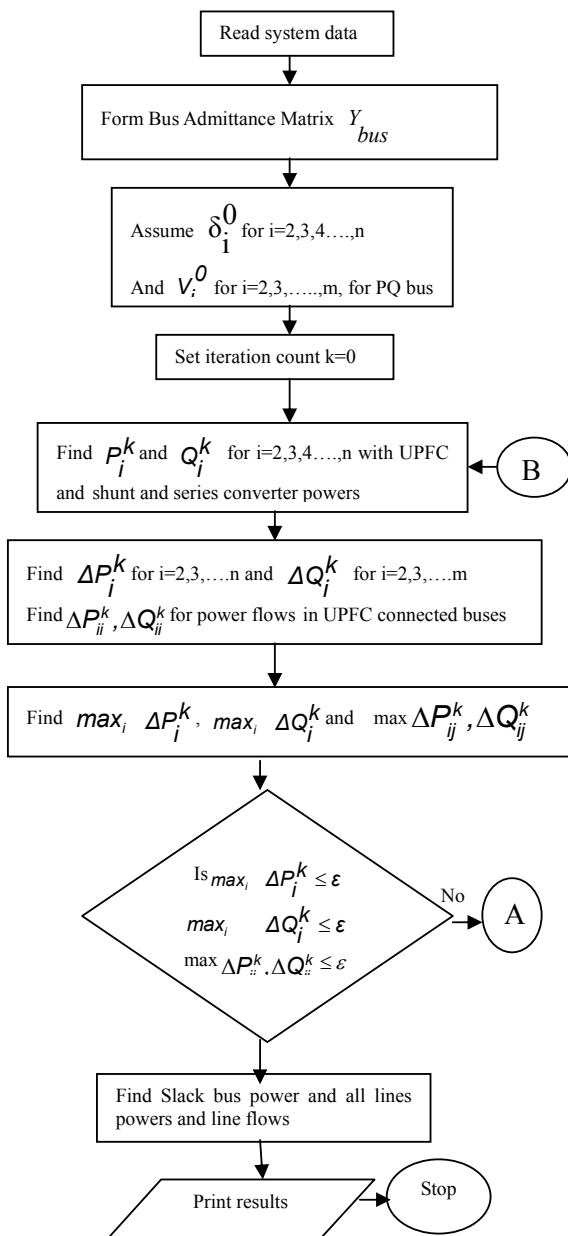 Read system data
Form Bus Admittance Matrix Y_bus
Assume δ_i^0 for i=2,3,4….,n
And V_i^0 for i=2,3,…..,m, for PQ bus
Set iteration count k=0
Find P_i^k and Q_i^k for i=2,3,4….,n with UPFC
and shunt and series converter powers
B
Find ΔP_i^k for i=2,3,….n and ΔQ_i^k for i=2,3,….m
Find ΔP_ij^k, ΔQ_ij^k for power flows in UPFC connected buses
Find max_i ΔP_i^k, max_i ΔQ_i^k and max ΔP_ij^k, ΔQ_ij^k
Is max_i ΔP_i^k ≤ ε
max_i ΔQ_i^k ≤ ε
max ΔP_ij^k, ΔQ_ij^k ≤ ε
No
A
Find Slack bus power and all lines
powers and line flows
Print results
Stop